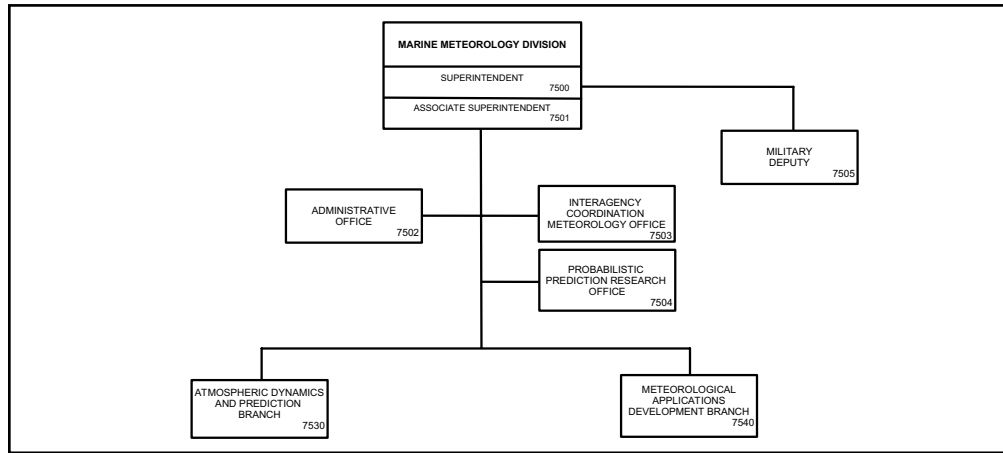 MARINE METEOROLOGY DIVISION
SUPERINTENDENT
7500
ASSOCIATE SUPERINTENDENT
7501
MILITARY
DEPUTY
7505
ADMINISTRATIVE
OFFICE
7502
INTERAGENCY
COORDINATION
METEOROLOGY OFFICE
7503
PROBABILISTIC
PREDICTION RESEARCH
OFFICE
7504
ATMOSPHERIC DYNAMICS
AND PREDICTION
BRANCH
7530
METEOROLOGICAL
APPLICATIONS
DEVELOPMENT BRANCH
7540